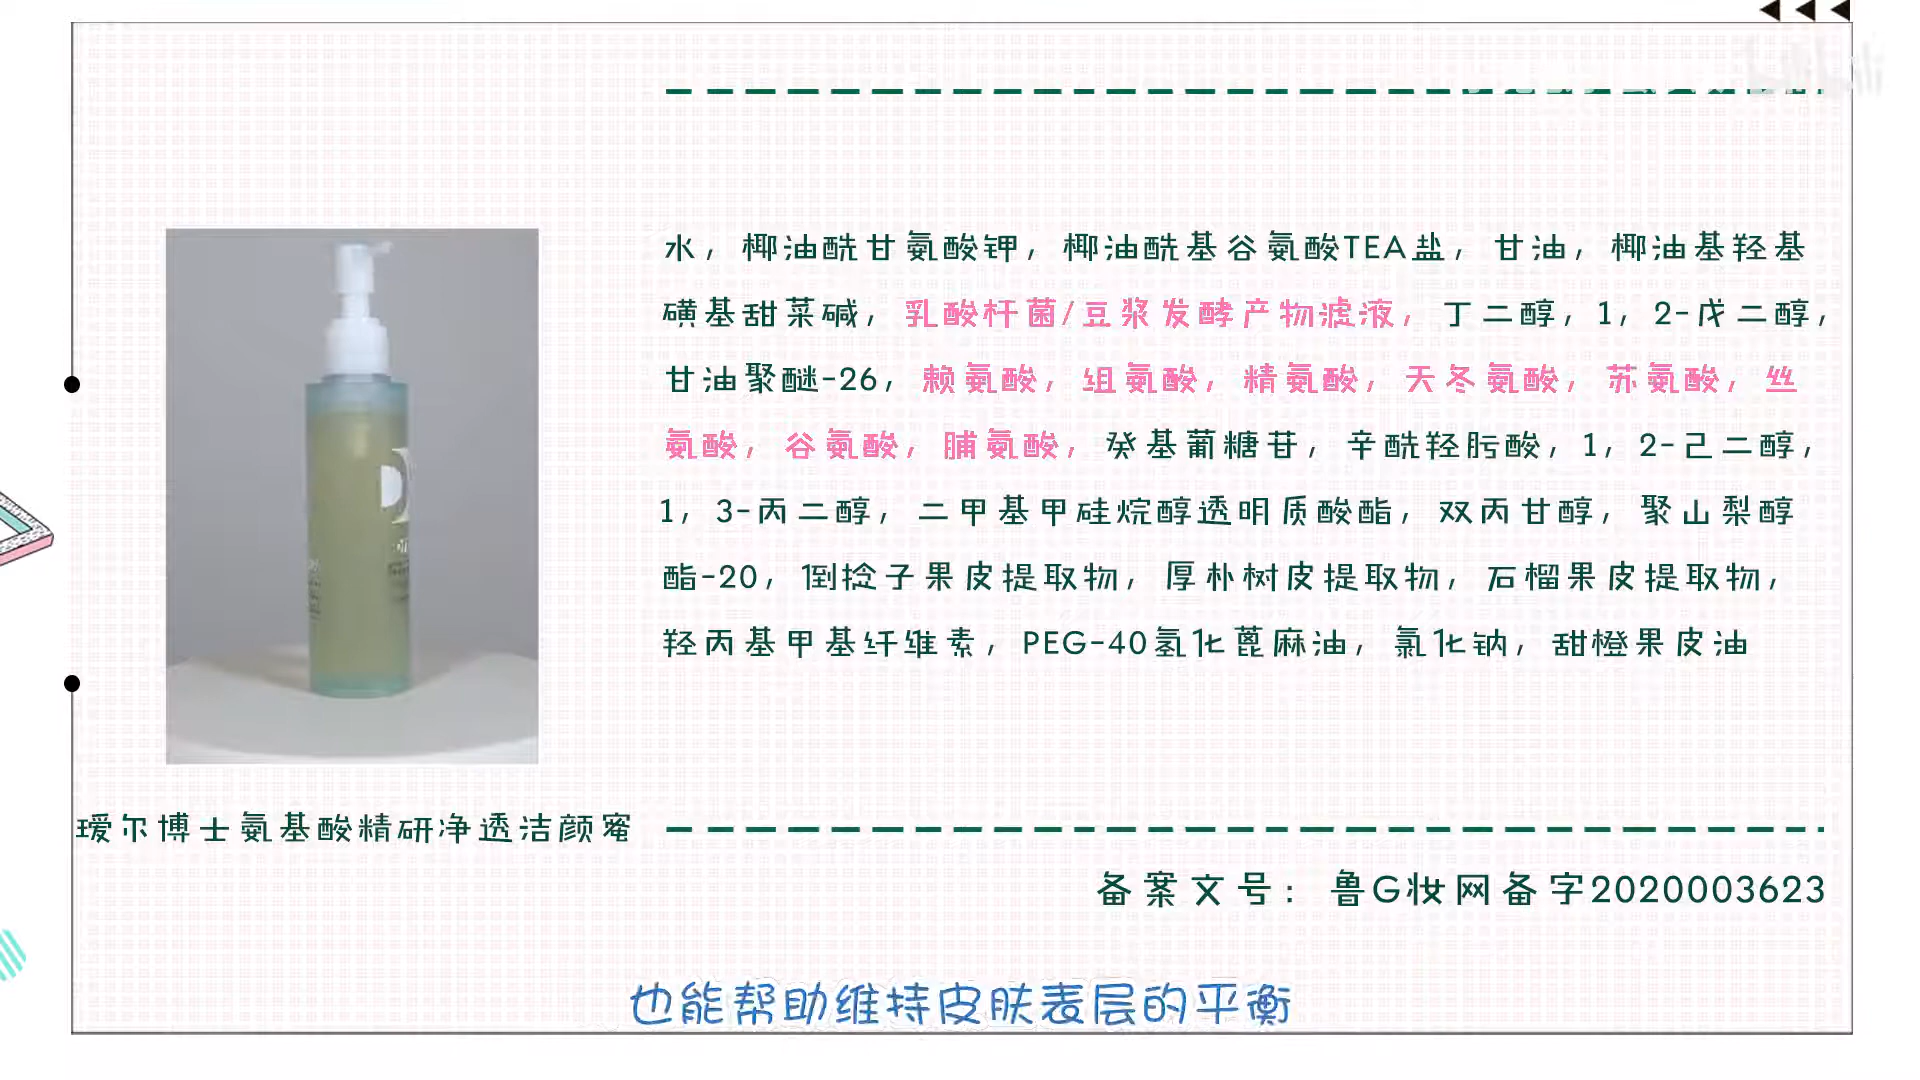 水，椰油酰甘氨酸钾，椰油酰基谷氨酸TEA盐，甘油，椰油基羟基
磺基甜菜碱，乳酸杆菌/豆浆发酵产物滤液，丁二醇，1，2-戊二醇，
甘油聚醚-26，赖氨酸，组氨酸，精氨酸，天冬氨酸，苏氨酸，丝
氨酸，谷氨酸，脯氨酸，癸基葡糖苷，辛酰羟肟酸，1，2-己二醇，
1，3-丙二醇，二甲基甲硅烷醇透明质酸酯，双丙甘醇，聚山梨醇
酯-20，倒捻子果皮提取物，厚朴树皮提取物，石榴果皮提取物，
羟丙基甲基纤维素，PEG-40氢化蓖麻油，氯化钠，甜橙果皮油
瑷尔博士氨基酸精研净透洁颜蜜
备案文号：鲁G妆网备字2020003623
也能帮助维持皮肤表层的平衡